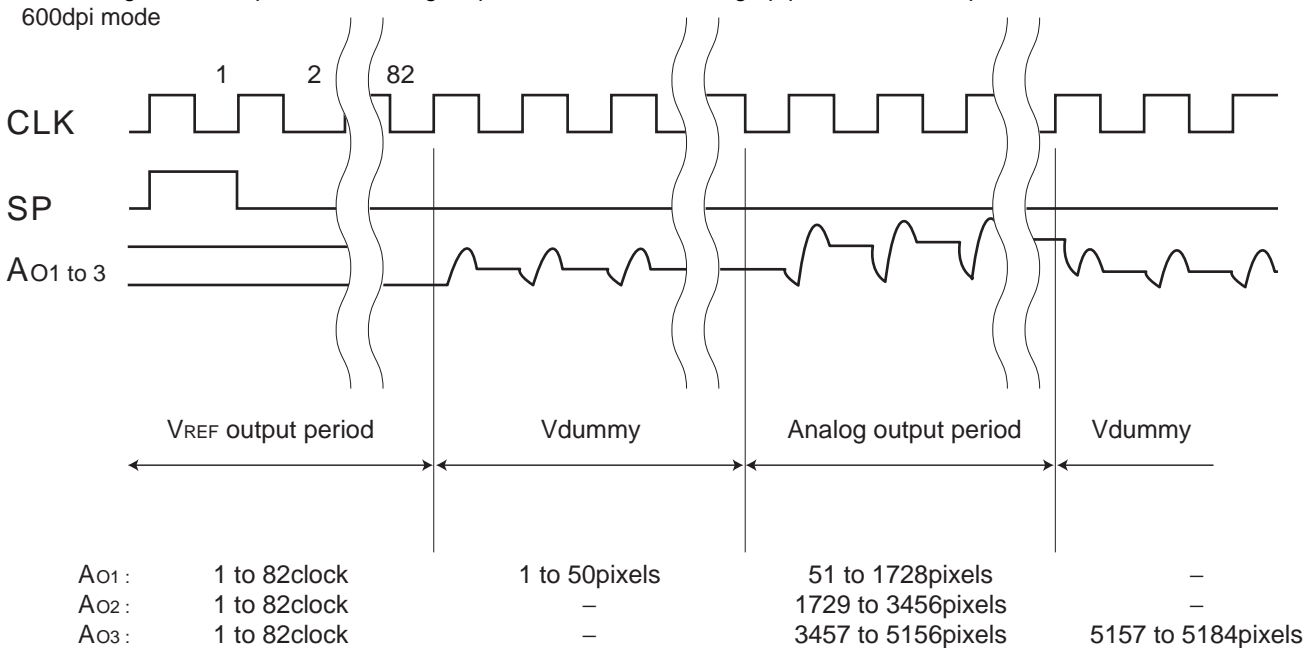 600dpi mode
1 2 82
CLK
SP
AO1 to 3
VREF output period Vdummy Analog output period Vdummy
AO1 : 1 to 82clock 1 to 50pixels 51 to 1728pixels –
AO2 : 1 to 82clock – 1729 to 3456pixels –
AO3 : 1 to 82clock – 3457 to 5156pixels 5157 to 5184pixels